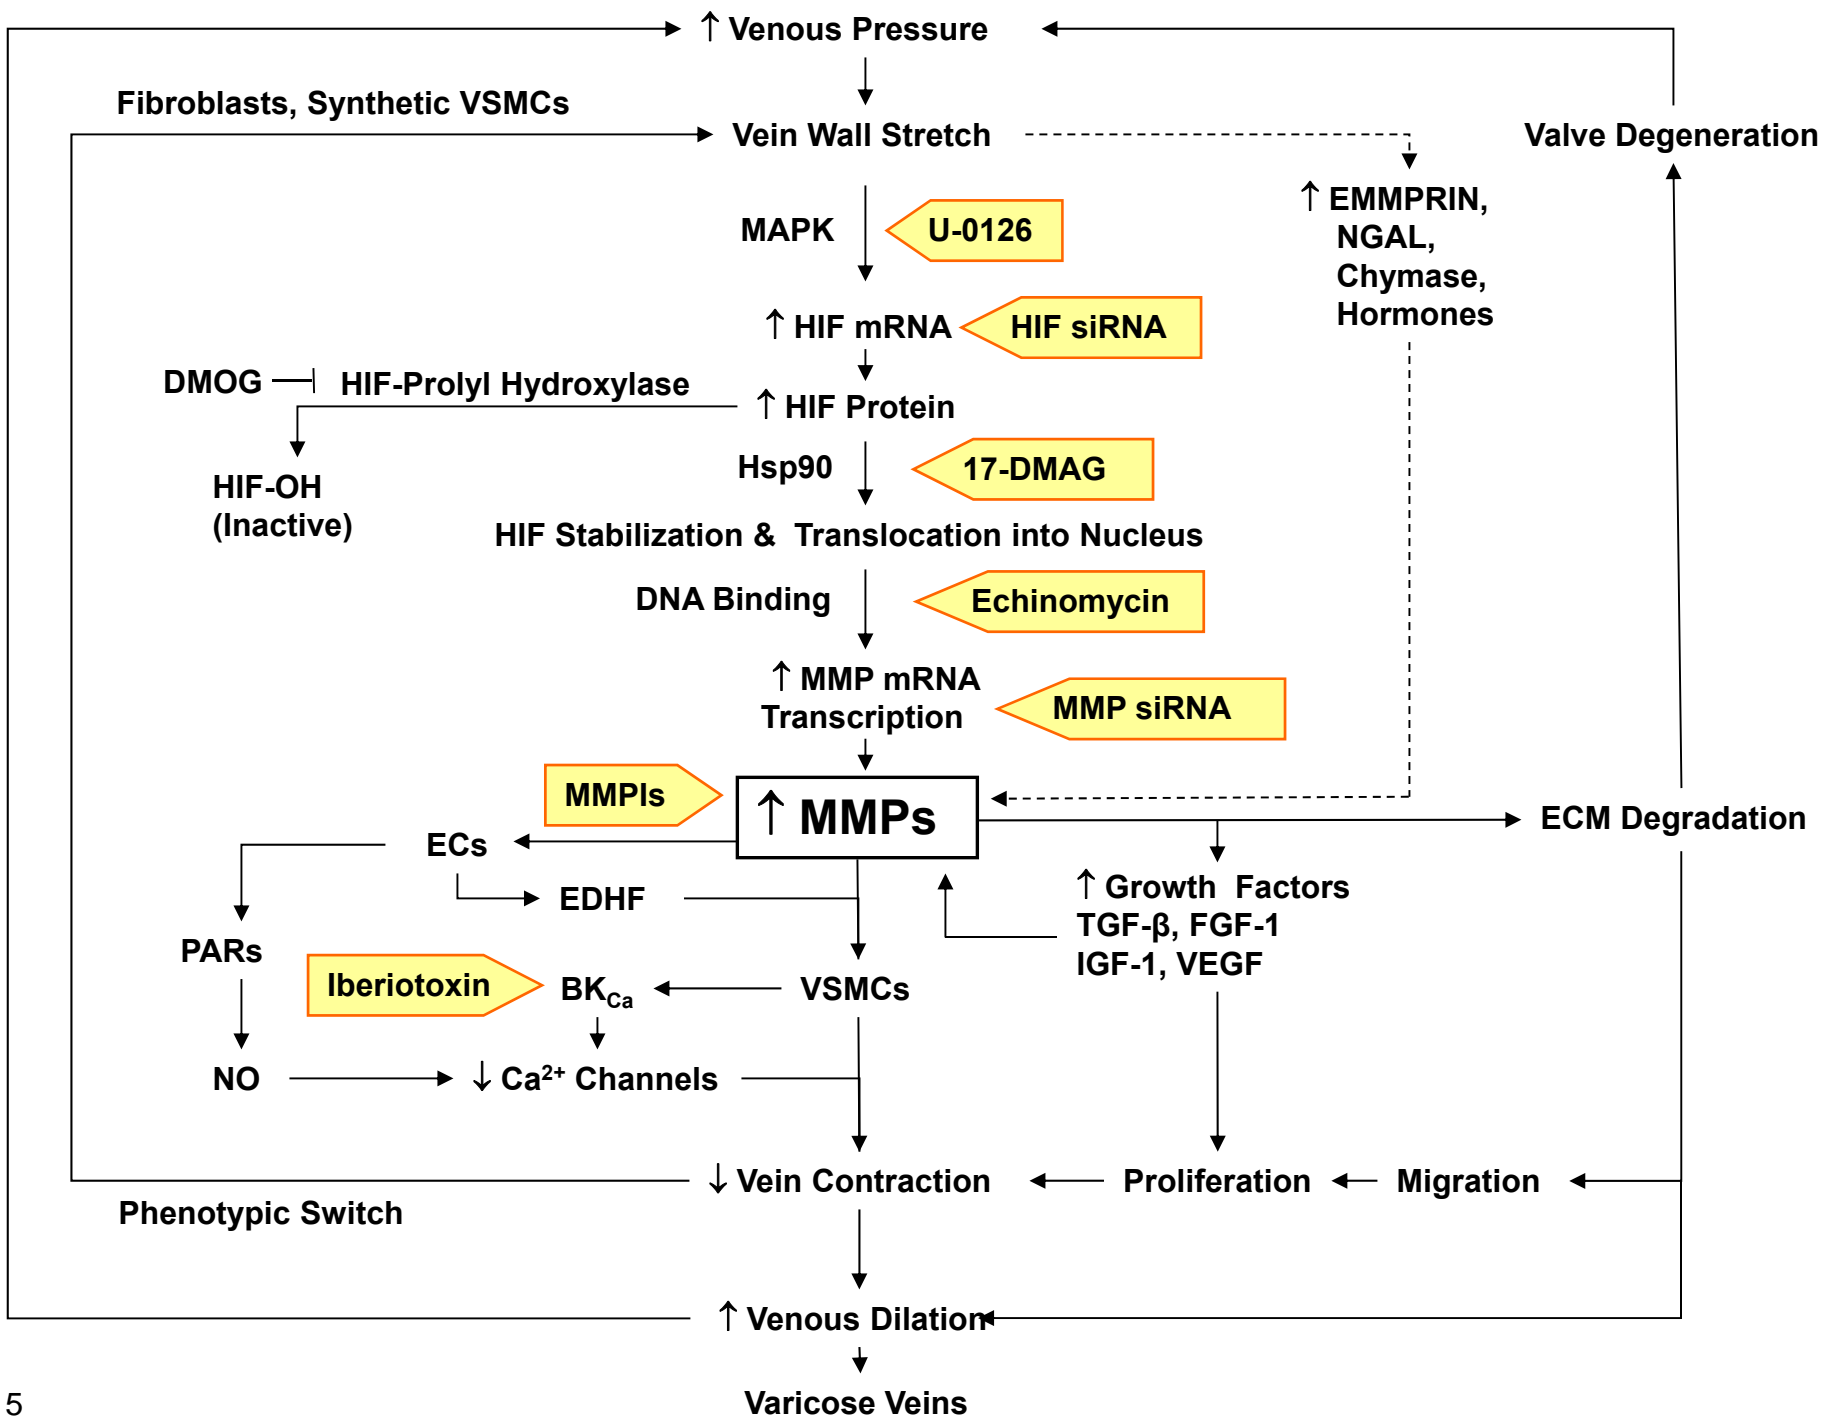 ↑ Venous Pressure
Fibroblasts, Synthetic VSMCs
Vein Wall Stretch
Valve Degeneration
↑ EMMPRIN,
NGAL,
Chymase,
Hormones
MAPK
U-0126
↑ HIF mRNA
HIF siRNA
DMOG
HIF-Prolyl Hydroxylase
↑ HIF Protein
Hsp90
17-DMAG
HIF-OH
(Inactive)
HIF Stabilization & Translocation into Nucleus
DNA Binding
Echinomycin
↑ MMP mRNA
Transcription
MMP siRNA
MMPIs
↑ MMPs
ECM Degradation
ECs
EDHF
↑ Growth Factors
TGF-β, FGF-1
IGF-1, VEGF
PARs
Iberiotoxin
BKCa
VSMCs
NO
↓ Ca²⁺ Channels
↓ Vein Contraction
Proliferation
Migration
Phenotypic Switch
↑ Venous Dilation
Varicose Veins
5